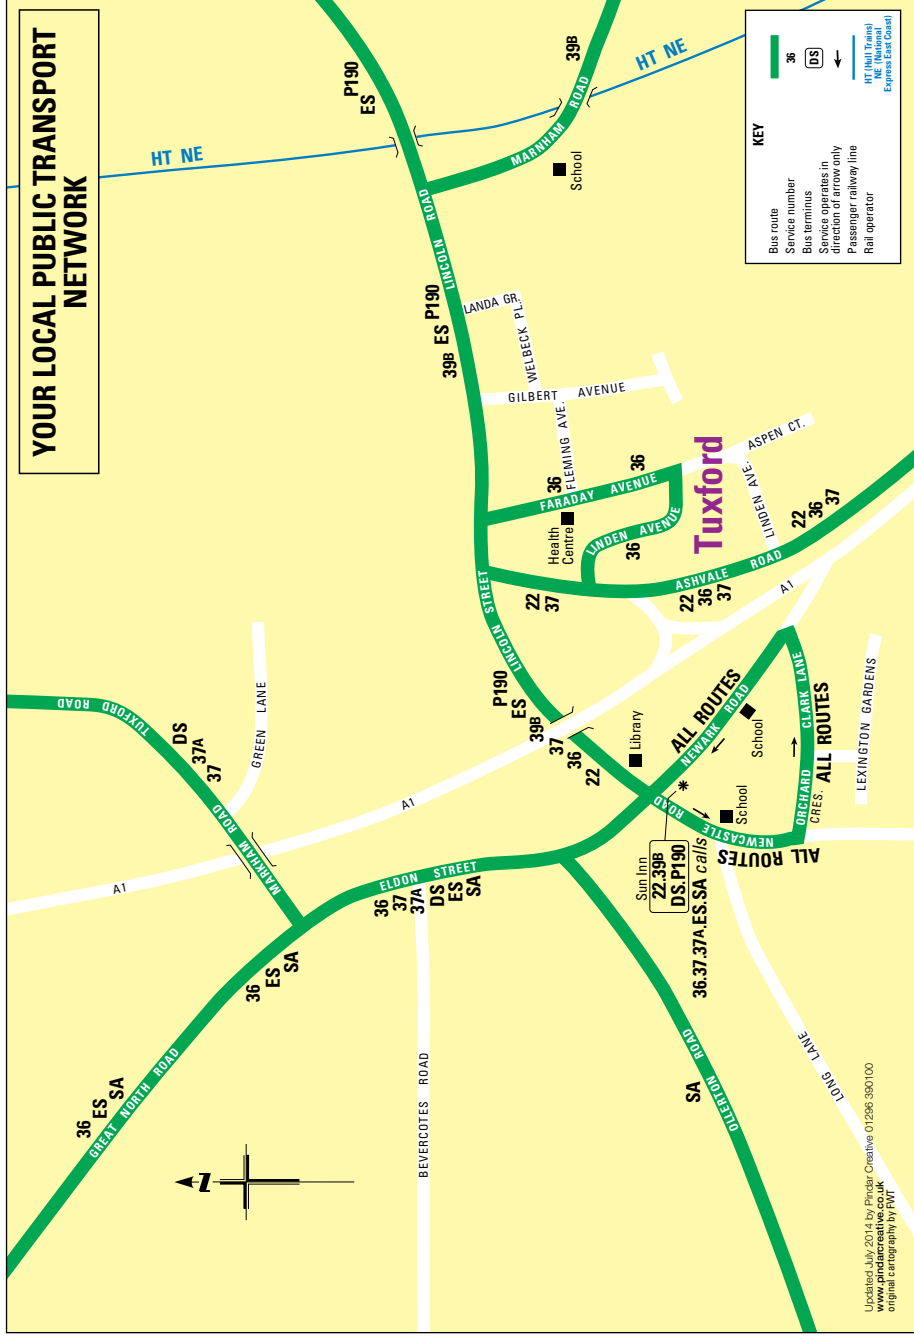 YOUR LOCAL PUBLIC TRANSPORT
NETWORK
HT NE
P190
ES
39B
HT NE
MARNHAM ROAD
School
LINCOLN ROAD
39B ES P190
LANDA GR.
WELBECK PL.
GILBERT AVENUE
FLEMING AVE.
36
36
FARADAY AVENUE
Health
Centre
LINDEN AVENUE
36
Tuxford
ASPEN CT.
LINDEN AVE.
22
36
37
ASHVALE ROAD
22
36
37
22
37
A1
LINCOLN STREET
P190
ES
39B
37
36
22
Library
ALL ROUTES
NEWARK ROAD
School
CLARK LANE
ALL ROUTES
ORCHARD
CRES.
LEXINGTON GARDENS
School
NEWCASTLE ROAD
ALL ROUTES
Sun Inn
22.39B
DS.P190
36.37.37A.ES.SA calls
TUXFORD ROAD
DS
37A
37
GREEN LANE
MARKHAM ROAD
A1
A1
ELDON STREET
36
37
37A
DS
ES
SA
36
ES
SA
36
ES
SA
GREAT NORTH ROAD
BEVERCOTES ROAD
SA
OLLERTON ROAD
LONG LANE
KEY
Bus route
Service number 36
Bus terminus DS
Service operates in
direction of arrow only
Passenger railway line
Rail operator HT (Hull Trains)
NE (National
Express East Coast)
Updated July 2014 by Pindar Creative 01296 390100
www.pindarcreative.co.uk
original cartography by FWT